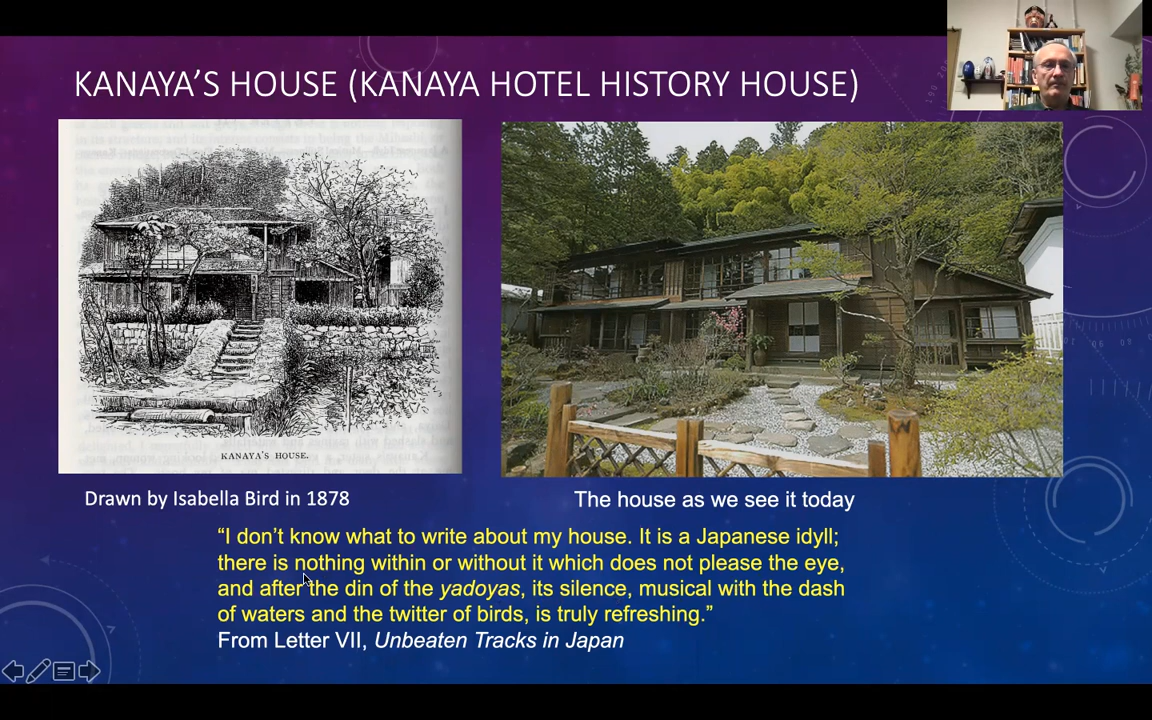 KANAYA'S HOUSE (KANAYA HOTEL HISTORY HOUSE)
KANAYA'S HOUSE.
Drawn by Isabella Bird in 1878
The house as we see it today
“I don’t know what to write about my house. It is a Japanese idyll;
there is nothing within or without it which does not please the eye,
and after the din of the yadoyas, its silence, musical with the dash
of waters and the twitter of birds, is truly refreshing.”
From Letter VII, Unbeaten Tracks in Japan